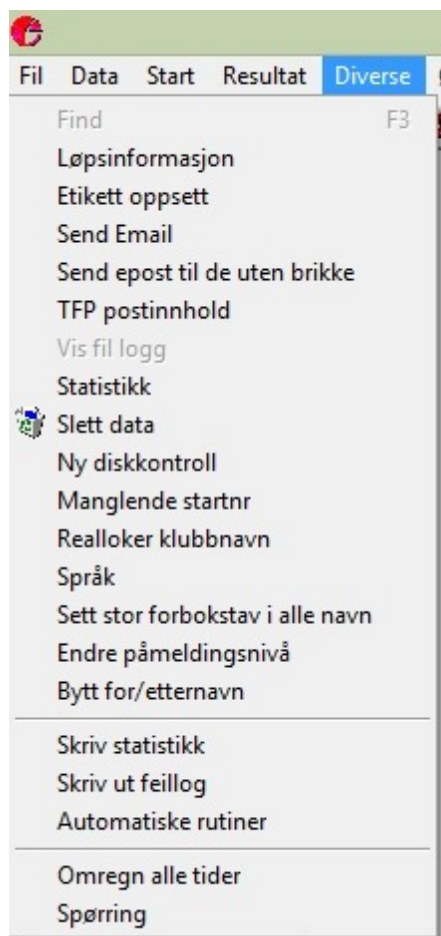 Fil Data Start Resultat Diverse
Find F3
Løpsinformasjon
Etikett oppsett
Send Email
Send epost til de uten brikke
TFP postinnhold
Vis fil logg
Statistikk
Slett data
Ny diskkontroll
Manglende startnr
Realloker klubbnavn
Språk
Sett stor forbokstav i alle navn
Endre påmeldingsnivå
Bytt for/etternavn
Skriv statistikk
Skriv ut feillog
Automatiske rutiner
Omregn alle tider
Spørring